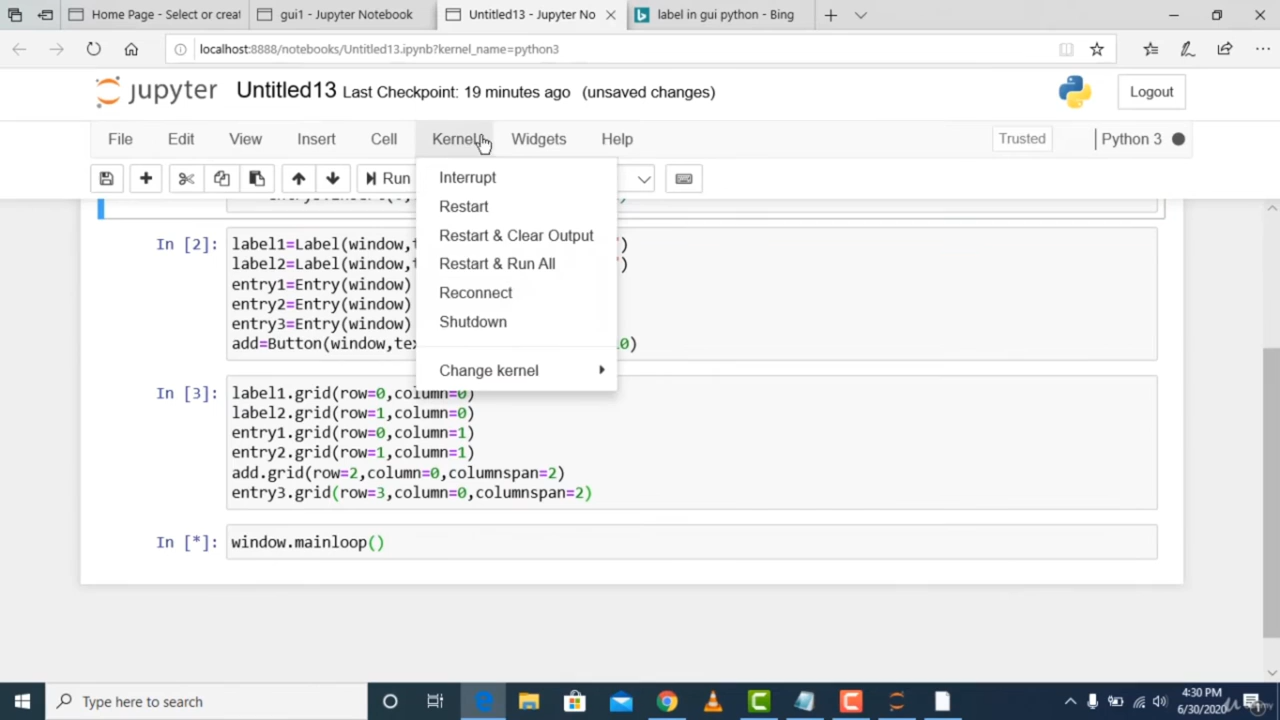 Home Page - Select or creat
gui1 - Jupyter Notebook
Untitled13 - Jupyter No
label in gui python - Bing
localhost:8888/notebooks/Untitled13.ipynb?kernel_name=python3
jupyter Untitled13 Last Checkpoint: 19 minutes ago (unsaved changes)
Logout
File Edit View Insert Cell Kernel Widgets Help
Trusted
Python 3
Run
Interrupt
Restart
Restart & Clear Output
Restart & Run All
Reconnect
Shutdown
Change kernel
In [2]:
label1=Label(window,
label2=Label(window,
entry1=Entry(window)
entry2=Entry(window)
entry3=Entry(window)
add=Button(window,
In [3]:
label1.grid(row=0,column=0)
label2.grid(row=1,column=0)
entry1.grid(row=0,column=1)
entry2.grid(row=1,column=1)
add.grid(row=2,column=0,columnspan=2)
entry3.grid(row=3,column=0,columnspan=2)
In [*]:
window.mainloop()
Type here to search
4:30 PM
6/30/2020